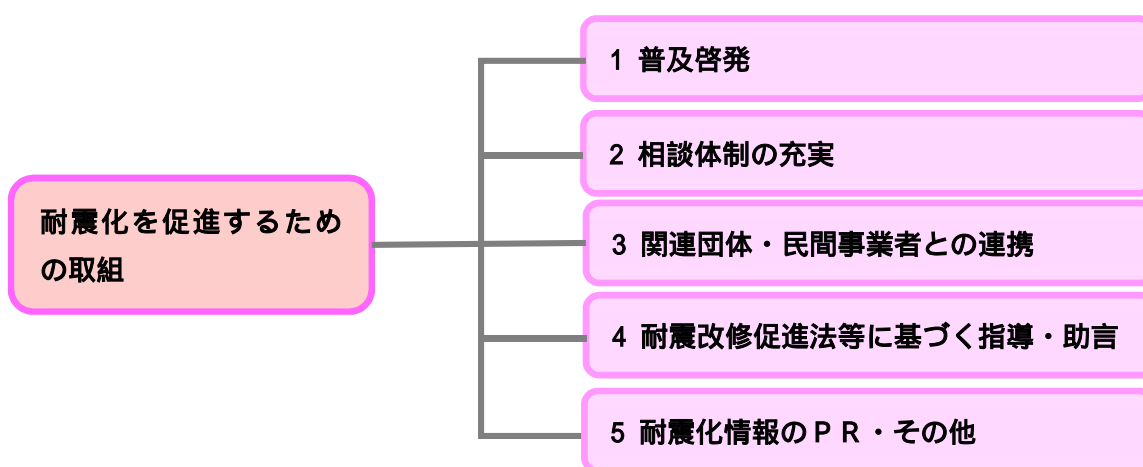 耐震化を促進するため
の取組
1 普及啓発
2 相談体制の充実
3 関連団体・民間事業者との連携
4 耐震改修促進法等に基づく指導・助言
5 耐震化情報のＰＲ・その他